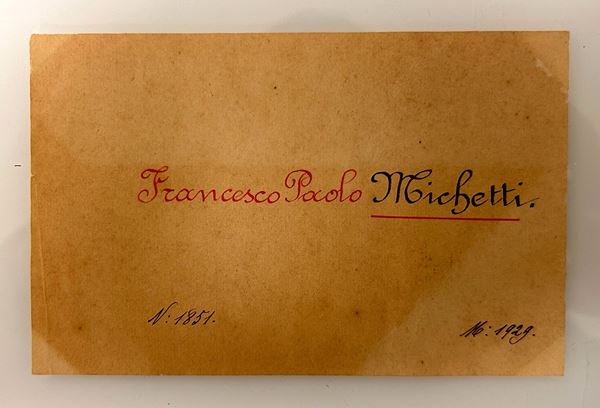 Francesco Paolo Michetti.
N: 1851.
M: 1929.